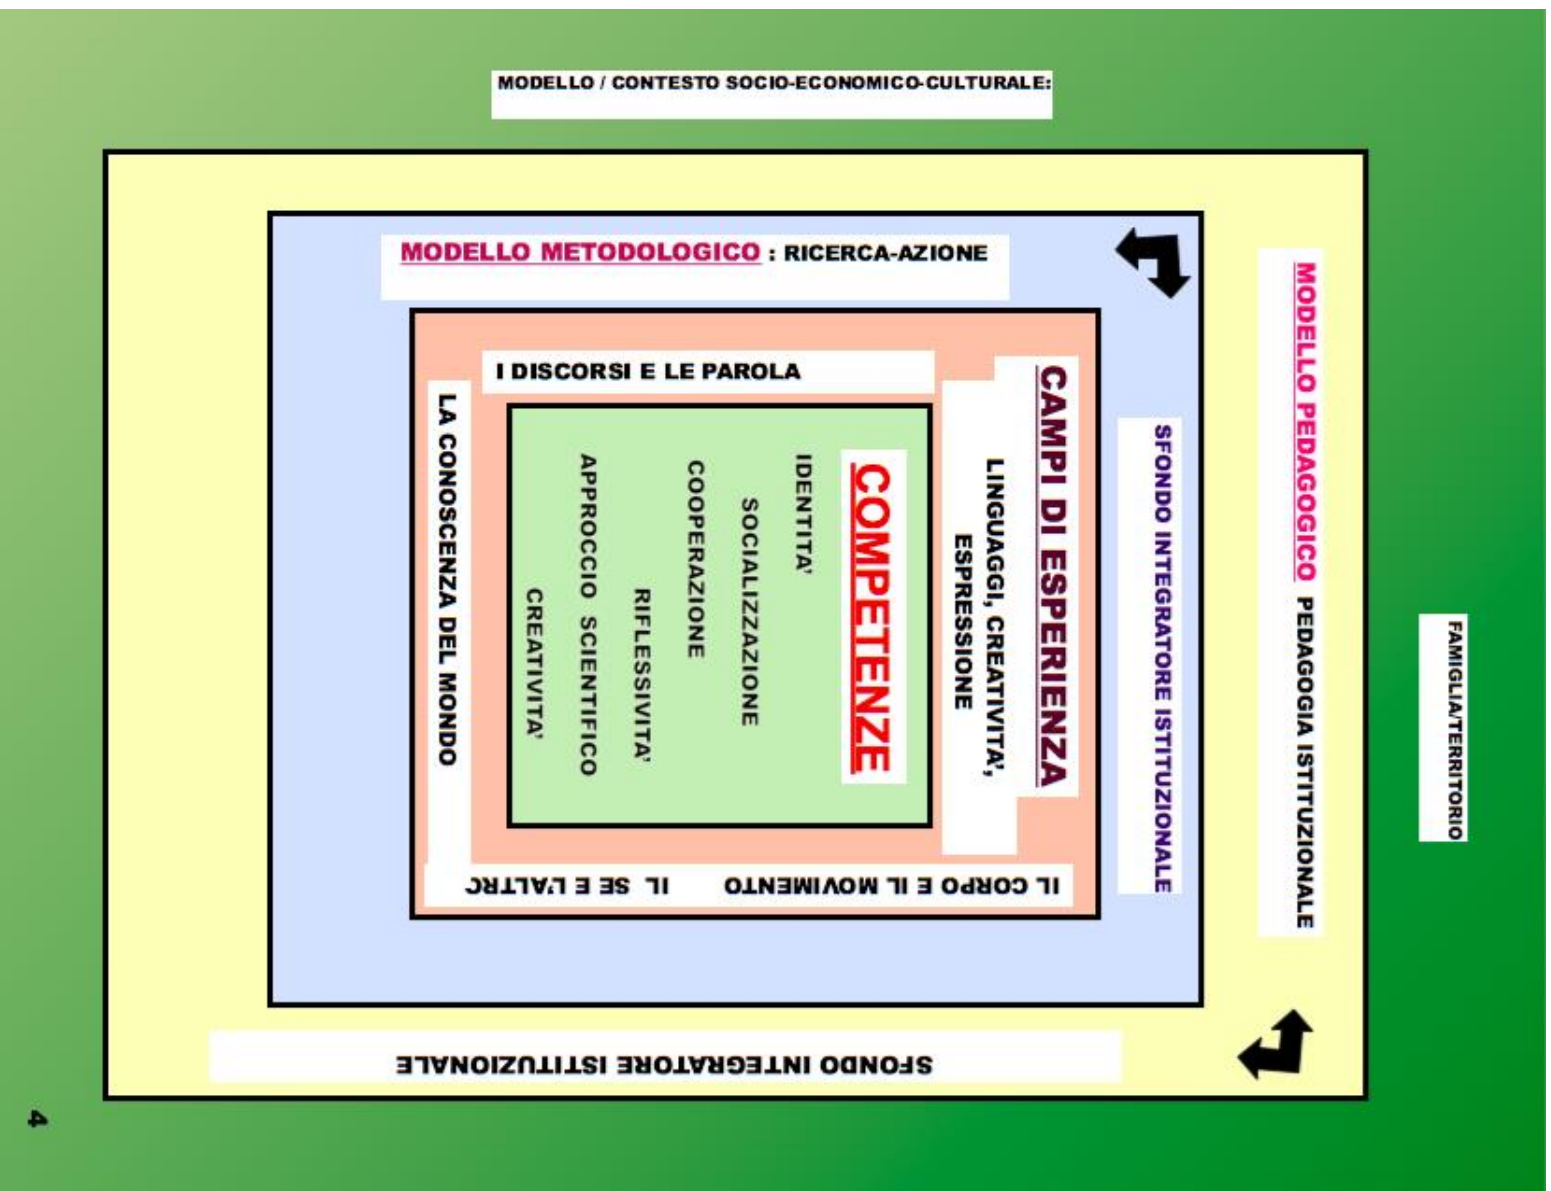 MODELLO / CONTESTO SOCIO-ECONOMICO-CULTURALE:
MODELLO METODOLOGICO : RICERCA-AZIONE
I DISCORSI E LE PAROLA
MODELLO PEDAGOGICO PEDAGOGIA ISTITUZIONALE
FAMIGLIA/TERRITORIO
SFONDO INTEGRATORE ISTITUZIONALE
CAMPI DI ESPERIENZA
LINGUAGGI, CREATIVITA’,
ESPRESSIONE
COMPETENZE
IDENTITA’
SOCIALIZZAZIONE
COOPERAZIONE
RIFLESSIVITA’
APPROCCIO SCIENTIFICO
CREATIVITA’
LA CONOSCENZA DEL MONDO
IL CORPO E IL MOVIMENTO IL SE E L’ALTRO
SFONDO INTEGRATORE ISTITUZIONALE
4